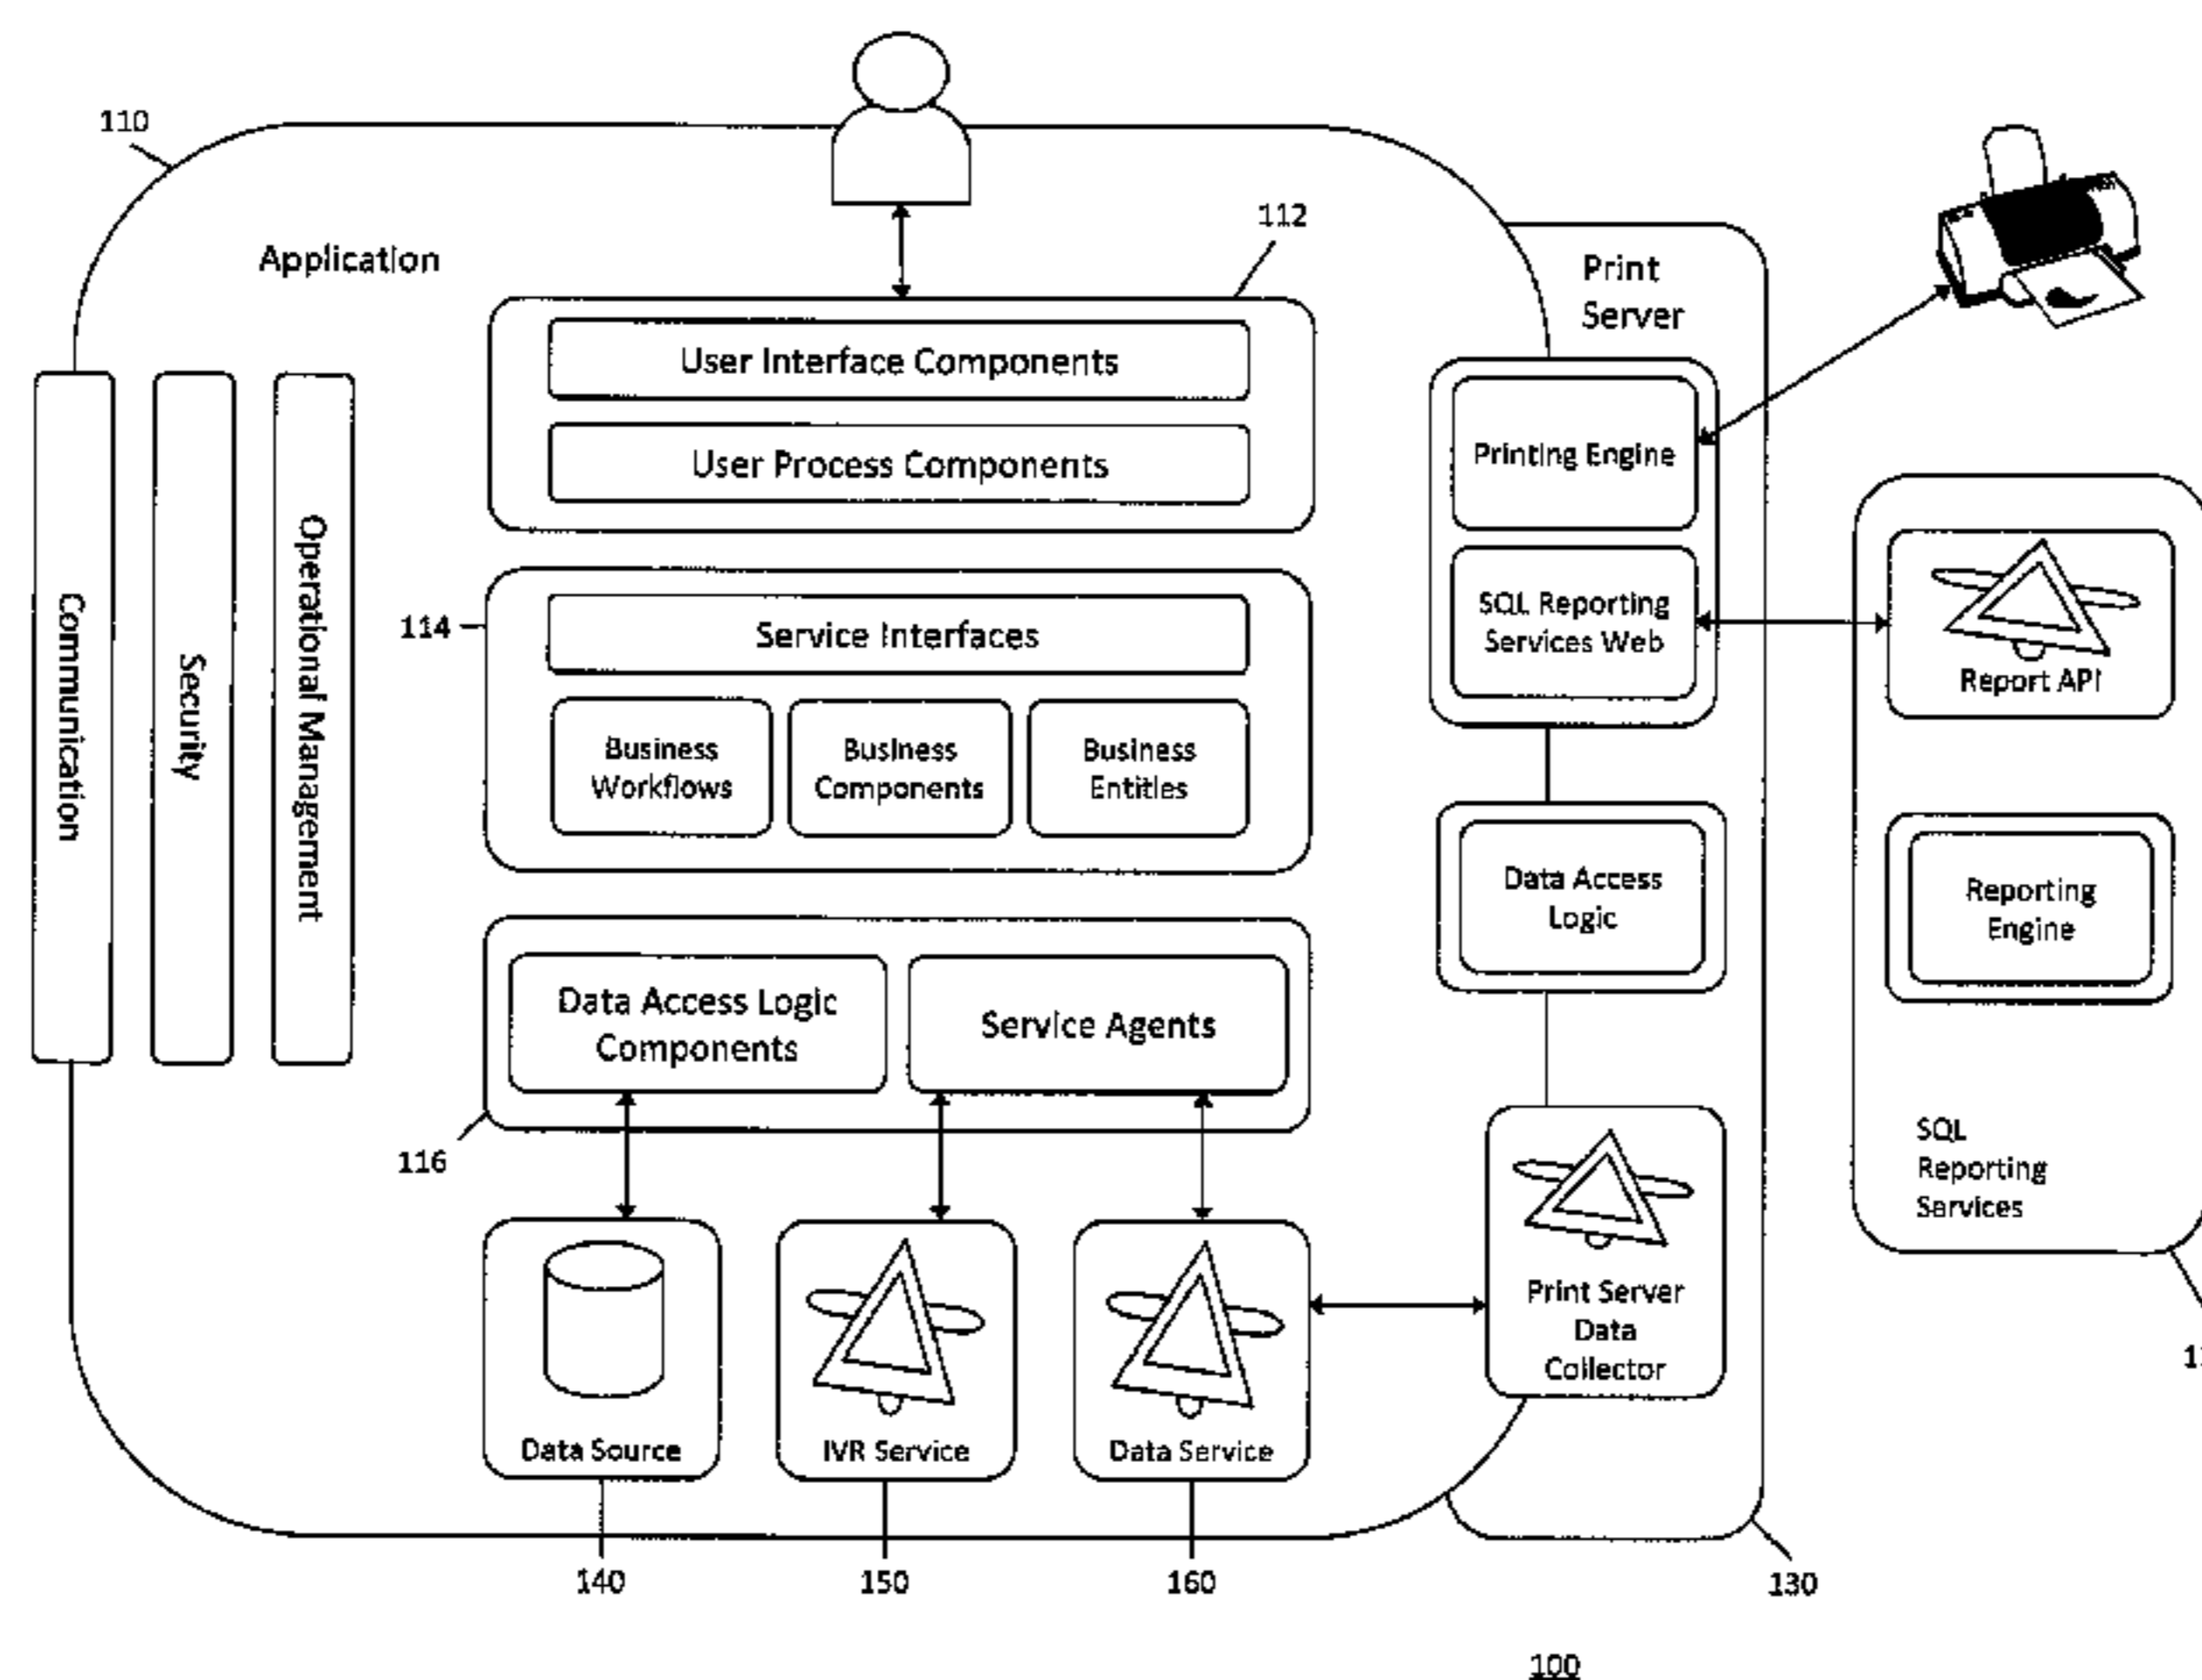 110
Application
112
Print
Server
User Interface Components
User Process Components
Printing Engine
Communication
Security
Operational Management
114
Service Interfaces
SQL Reporting
Services Web
Report API
Business
Workflows
Business
Components
Business
Entitles
Data Access
Logic
Reporting
Engine
Data Access Logic
Components
Service Agents
116
SQL
Reporting
Services
Print Server
Data
Collector
Data Source
IVR Service
Data Service
140
150
160
130
100